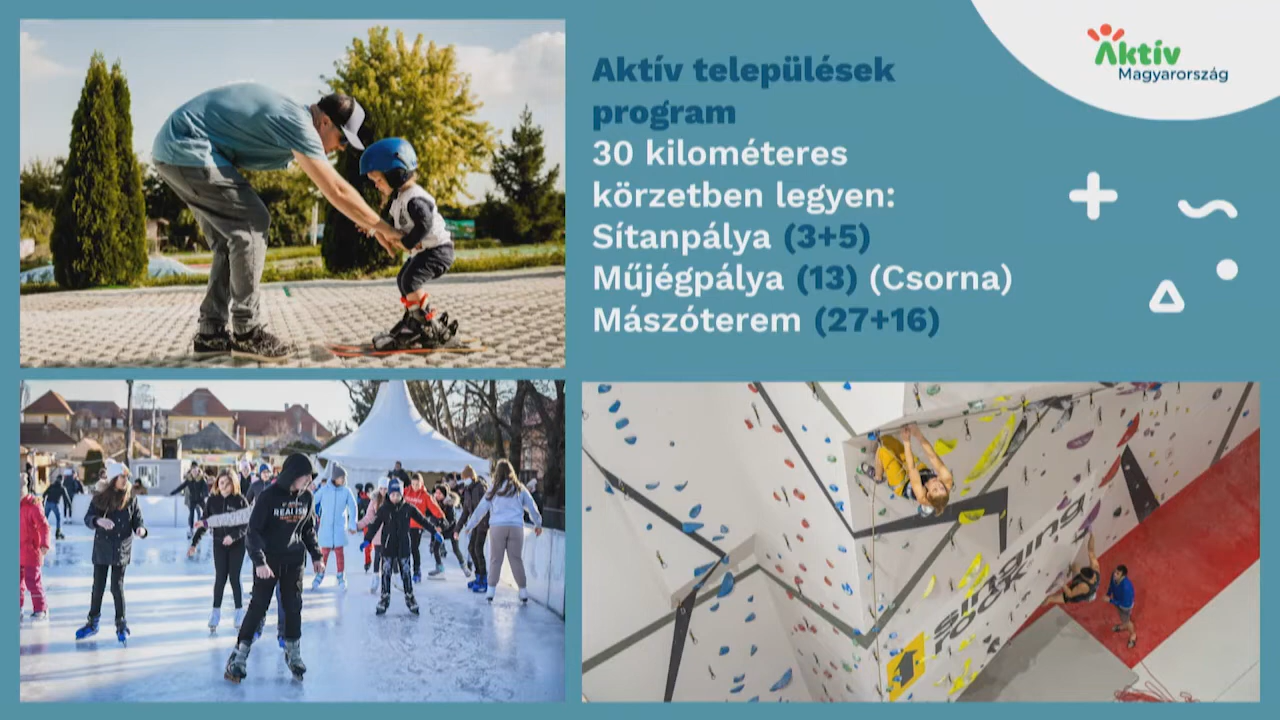 Aktív
Magyarország
Aktív települések
program
30 kilométeres
körzetben legyen:
Sítanpálya (3+5)
Műjégpálya (13) (Csorna)
Mászóterem (27+16)
REALISM
singing
rock